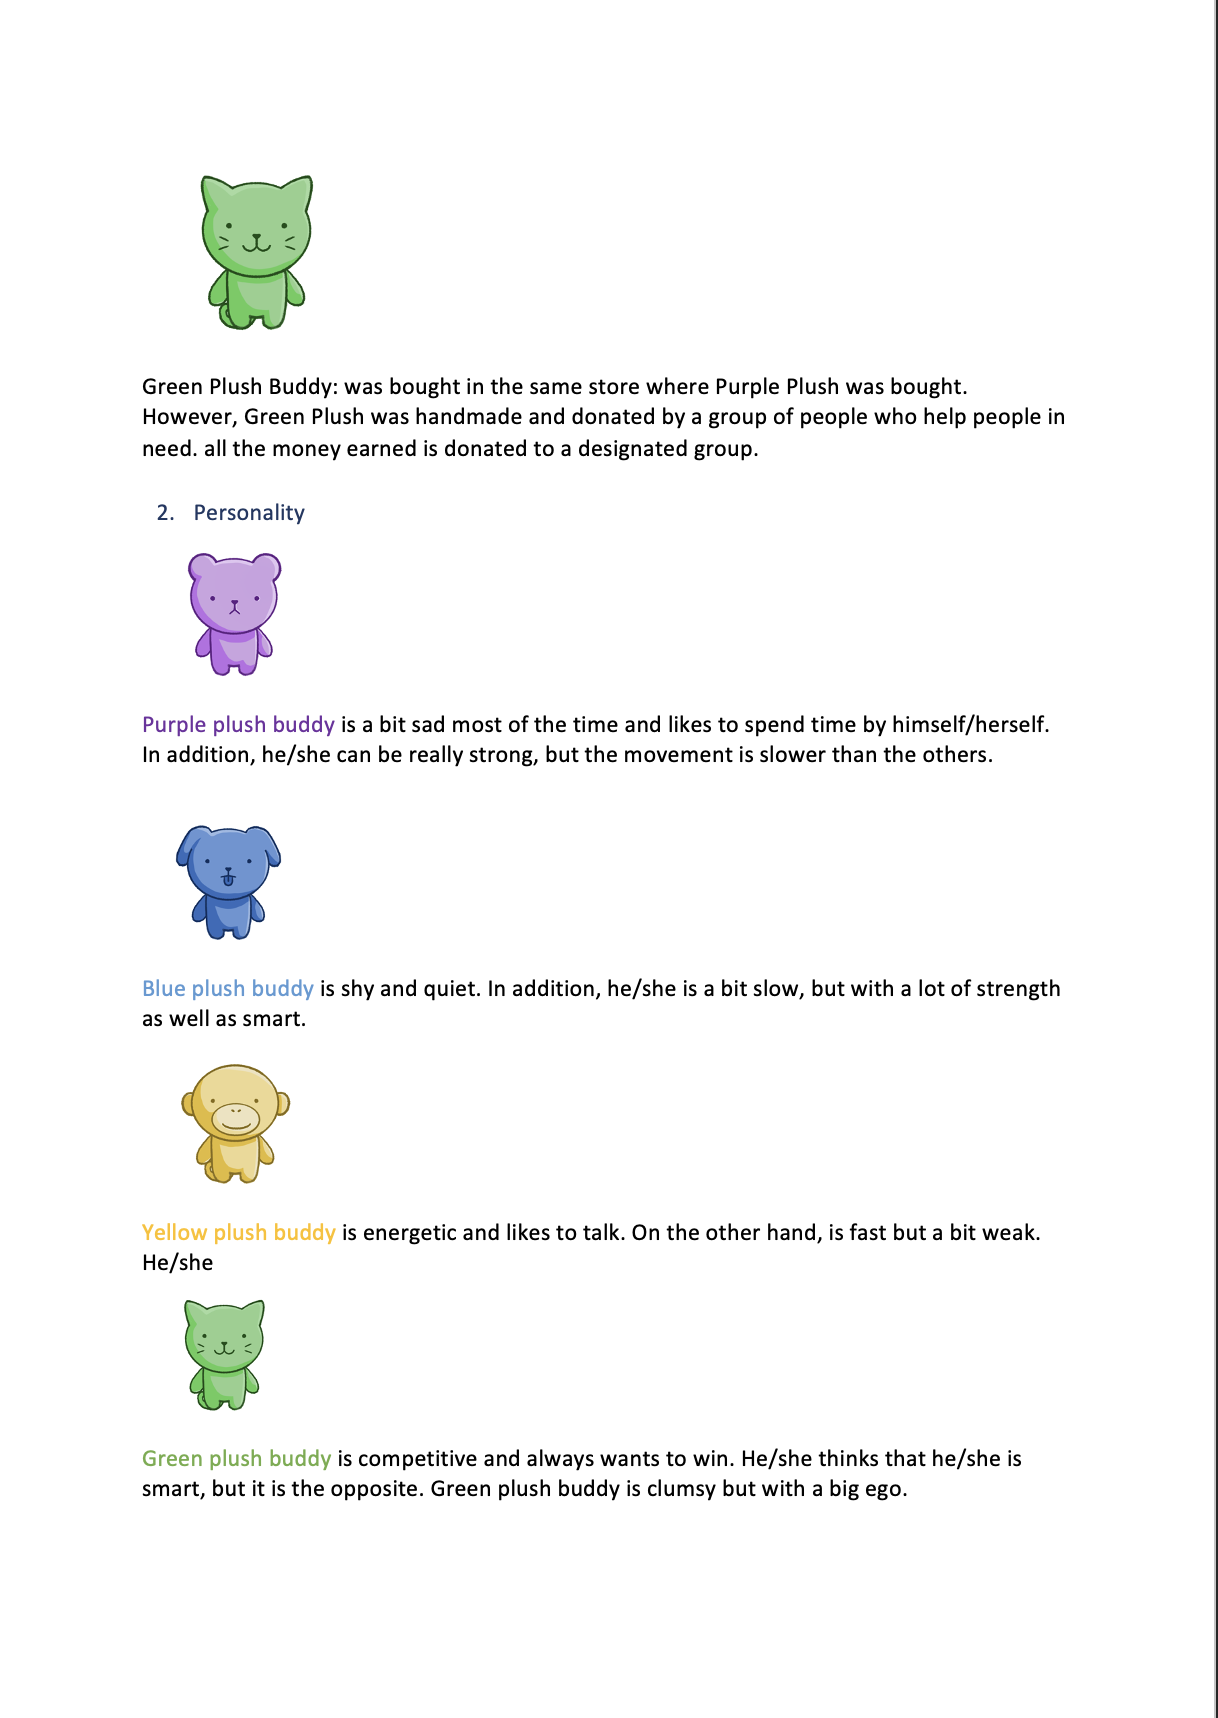 Green Plush Buddy: was bought in the same store where Purple Plush was bought.
However, Green Plush was handmade and donated by a group of people who help people in
need. all the money earned is donated to a designated group.
2. Personality
Purple plush buddy is a bit sad most of the time and likes to spend time by himself/herself.
In addition, he/she can be really strong, but the movement is slower than the others.
Blue plush buddy is shy and quiet. In addition, he/she is a bit slow, but with a lot of strength
as well as smart.
Yellow plush buddy is energetic and likes to talk. On the other hand, is fast but a bit weak.
He/she
Green plush buddy is competitive and always wants to win. He/she thinks that he/she is
smart, but it is the opposite. Green plush buddy is clumsy but with a big ego.